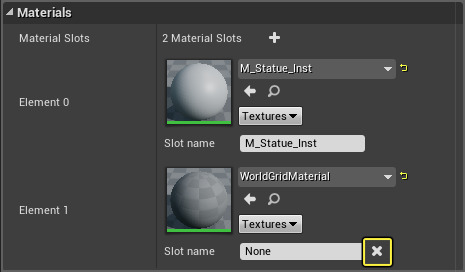 Materials
Material Slots
2 Material Slots
Element 0
M_Statue_Inst
Textures
Slot name
M_Statue_Inst
Element 1
WorldGridMaterial
Textures
Slot name
None